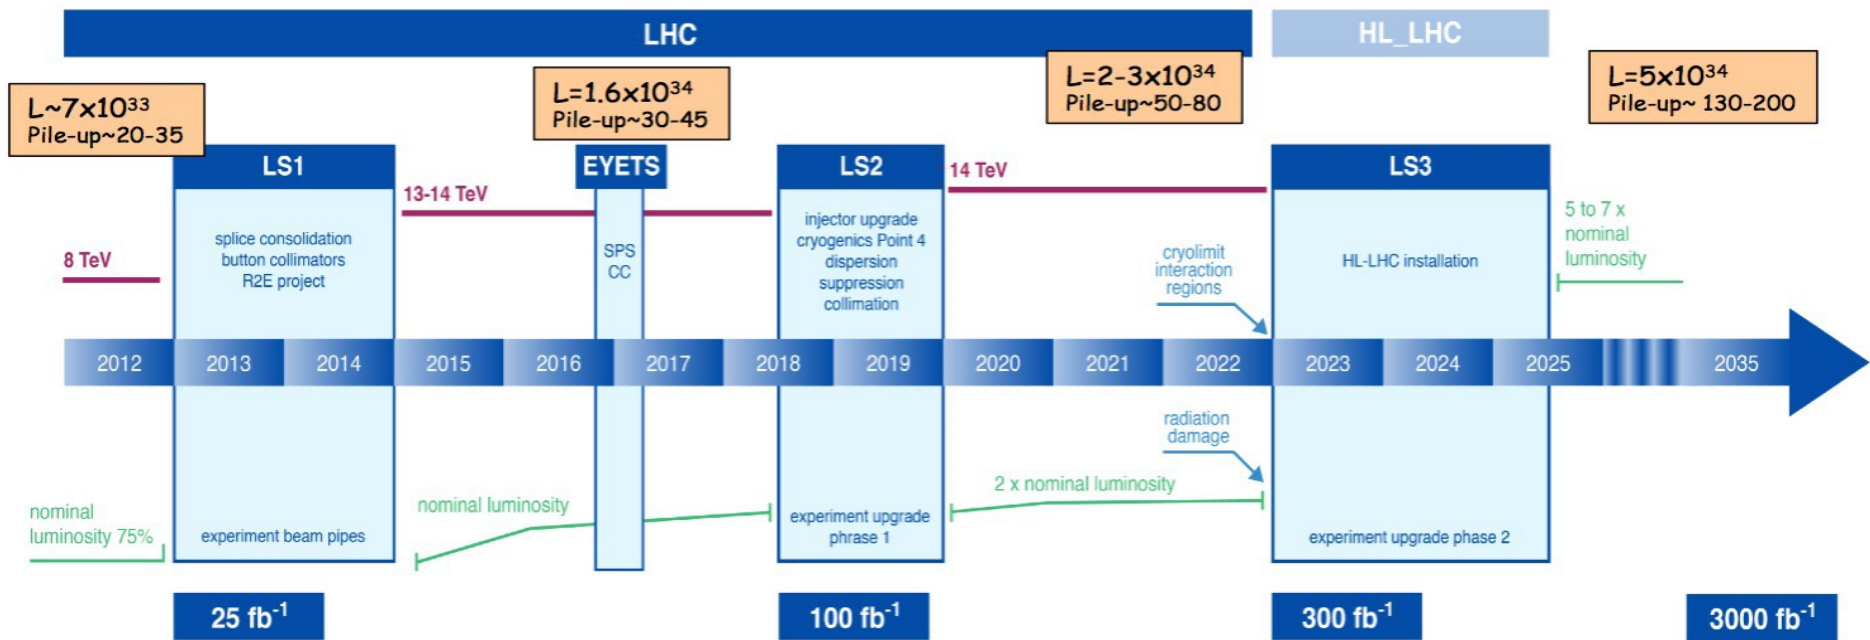 LHC
HL_LHC
L~7x10³³
Pile-up~20-35
L=1.6x10³⁴
Pile-up~30-45
L=2-3x10³⁴
Pile-up~50-80
L=5x10³⁴
Pile-up~ 130-200
LS1
EYETS
LS2
LS3
8 TeV
13-14 TeV
14 TeV
splice consolidation
button collimators
R2E project
SPS
CC
injector upgrade
cryogenics Point 4
dispersion
suppression
collimation
cryolimit
interaction
regions
HL-LHC installation
5 to 7 x
nominal
luminosity
2012
2013
2014
2015
2016
2017
2018
2019
2020
2021
2022
2023
2024
2025
2035
radiation
damage
nominal
luminosity 75%
experiment beam pipes
nominal luminosity
experiment upgrade
phrase 1
2 x nominal luminosity
experiment upgrade phase 2
25 fb⁻¹
100 fb⁻¹
300 fb⁻¹
3000 fb⁻¹